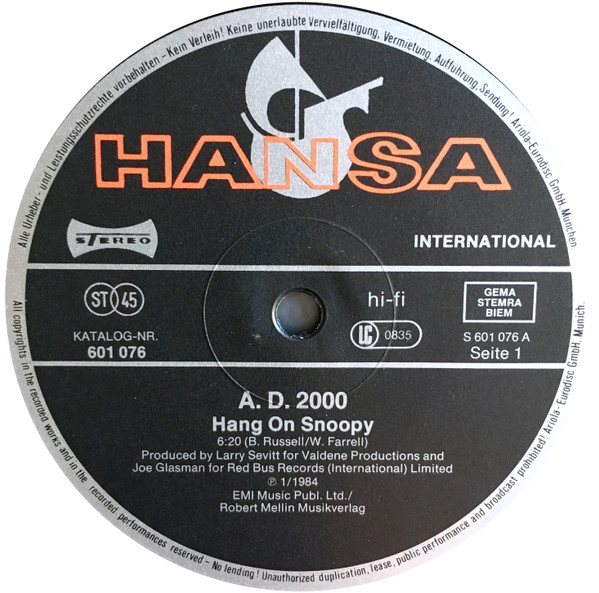 Alle Urheber- und Leistungsschutzrechte vorbehalten – Kein Verleih! Keine unerlaubte Vervielfältigung, Vermietung, Aufführung, Sendung! Ariola-Eurodisc GmbH, München
HANSA
STEREO
INTERNATIONAL
ST 45
hi-fi
GEMA
STEMRA
BIEM
KATALOG-NR.
601 076
LC 0835
S 601 076 A
Seite 1
A. D. 2000
Hang On Snoopy
6:20 (B. Russell/W. Farrell)
Produced by Larry Sevitt for Valdene Productions and
Joe Glasman for Red Bus Records (International) Limited
℗ 1/1984
EMI Music Publ. Ltd./
Robert Mellin Musikverlag
All copyrights in the recorded works and in the recorded performances reserved – No lending! Unauthorized duplication, lease, public performance and broadcast prohibited! Ariola-Eurodisc GmbH, Munich.